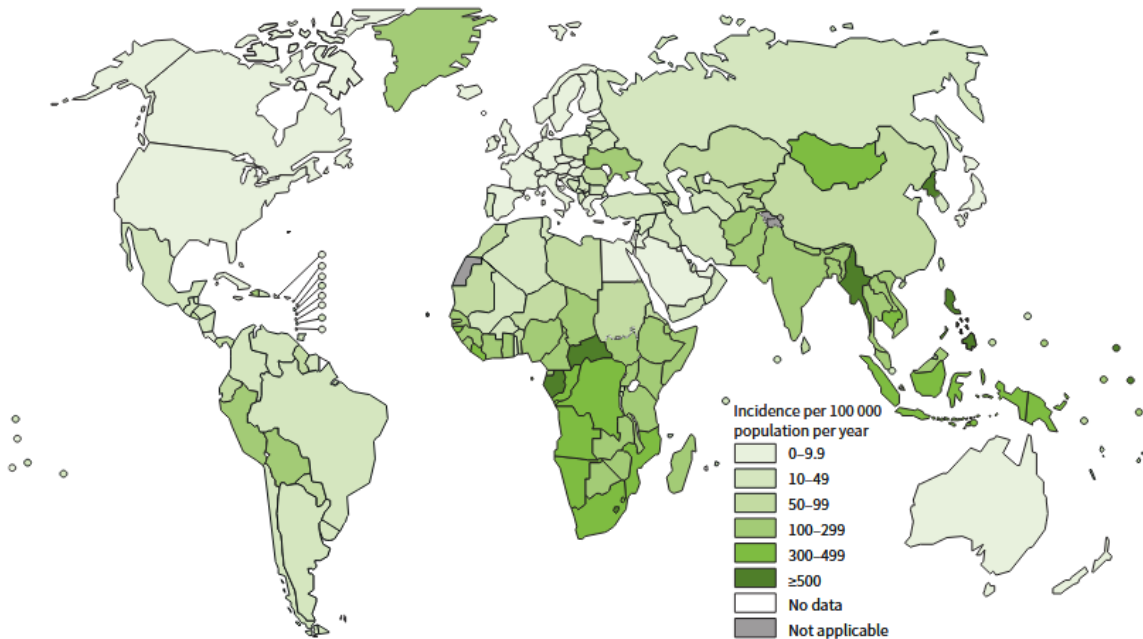 Incidence per 100 000
population per year
0–9.9
10–49
50–99
100–299
300–499
≥500
No data
Not applicable